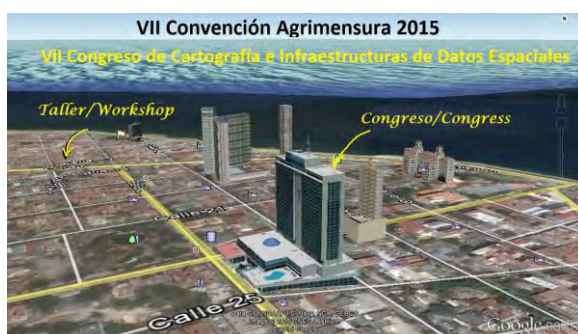 VII Convención Agrimensura 2015
VII Congreso de Cartografía e Infraestructuras de Datos Espaciales
Taller/Workshop
Congreso/Congress
Calle 21
Calle 25
Google earth